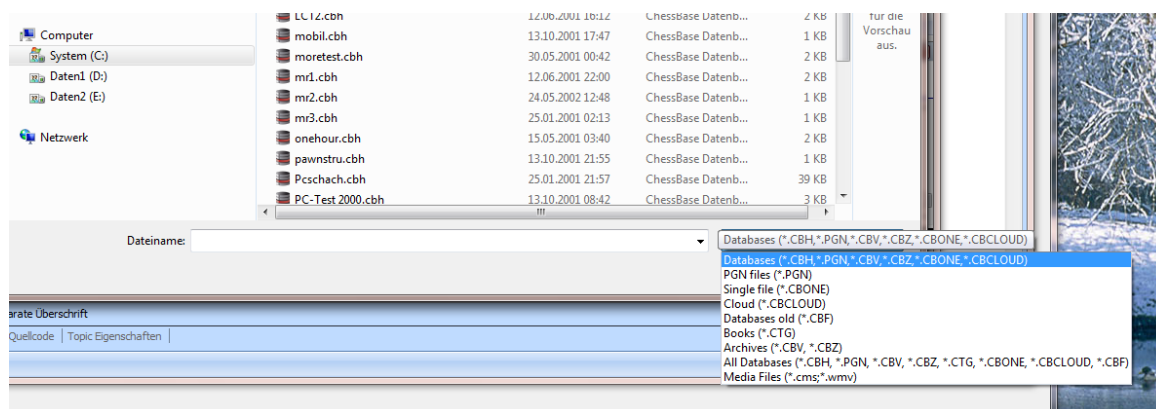 LCT2.cbh 12.06.2001 16:12 ChessBase Datenb... 2 KB
für die
Vorschau
aus.
Computer
System (C:)
Daten1 (D:)
Daten2 (E:)
Netzwerk
mobil.cbh 13.10.2001 17:47 ChessBase Datenb... 1 KB
moretest.cbh 30.05.2001 00:42 ChessBase Datenb... 2 KB
mr1.cbh 12.06.2001 22:00 ChessBase Datenb... 2 KB
mr2.cbh 24.05.2002 12:48 ChessBase Datenb... 1 KB
mr3.cbh 25.01.2001 02:13 ChessBase Datenb... 1 KB
onehour.cbh 15.05.2001 03:40 ChessBase Datenb... 2 KB
pawnstru.cbh 13.10.2001 21:55 ChessBase Datenb... 1 KB
Pcschach.cbh 25.01.2001 21:57 ChessBase Datenb... 39 KB
PC-Test 2000.cbh 13.10.2001 08:42 ChessBase Datenb... 3 KB
Dateiname:
Databases (*.CBH,*.PGN,*.CBV,*.CBZ,*.CBONE,*.CBCLOUD)
Databases (*.CBH,*.PGN,*.CBV,*.CBZ,*.CBONE,*.CBCLOUD)
PGN files (*.PGN)
Single file (*.CBONE)
Cloud (*.CBCLOUD)
Databases old (*.CBF)
Books (*.CTG)
Archives (*.CBV, *.CBZ)
All Databases (*.CBH, *.PGN, *.CBV, *.CBZ, *.CTG, *.CBONE, *.CBCLOUD, *.CBF)
Media Files (*.cms;*.wmv)
arate Überschrift
Quellcode | Topic Eigenschaften |